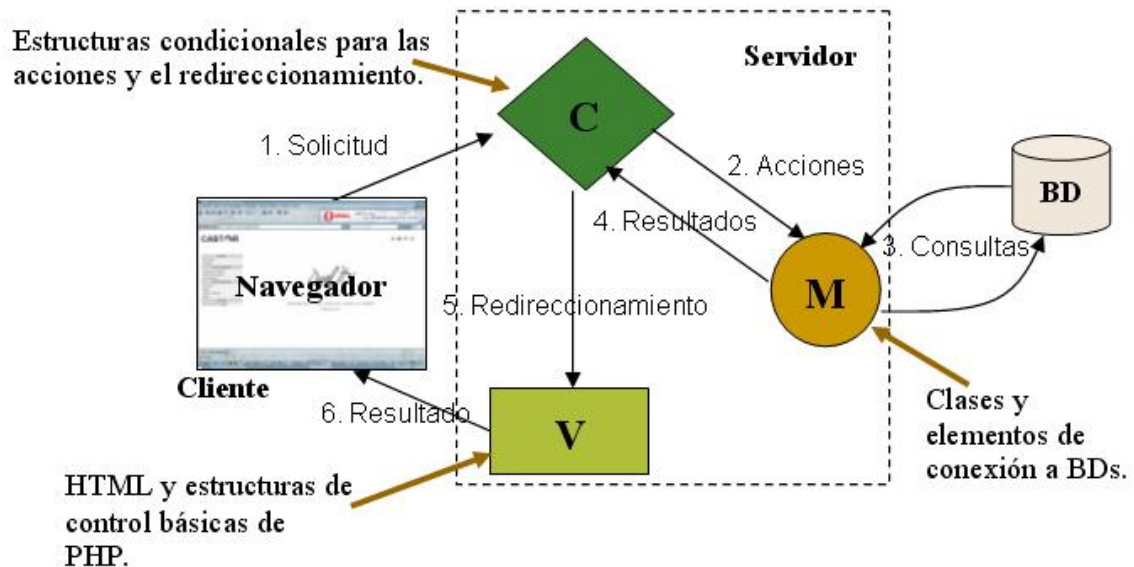 Estructuras condicionales para las
acciones y el redireccionamiento.
Servidor
C
1. Solicitud
2. Acciones
BD
4. Resultados
3. Consultas
Navegador
M
5. Redireccionamiento
Cliente
6. Resultado
V
Clases y
elementos de
conexión a BDs.
HTML y estructuras de
control básicas de
PHP.